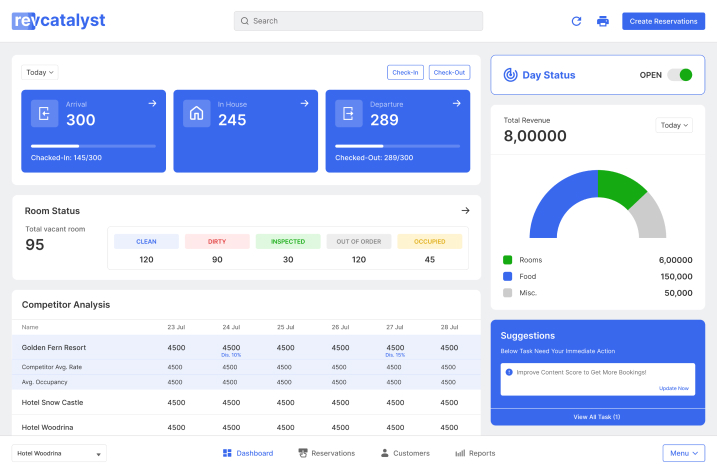 revcatalyst
Search
Create Reservations
Today
Check-In
Check-Out
Arrival
300
Chacked-In: 145/300
In House
245
Departure
289
Checked-Out: 289/300
Day Status
OPEN
Total Revenue
8,00000
Today
Rooms 6,00000
Food 150,000
Misc. 50,000
Room Status
Total vacant room
95
CLEAN DIRTY INSPECTED OUT OF ORDER OCCUPIED
120 90 30 120 45
Competitor Analysis
Name 23 Jul 24 Jul 25 Jul 26 Jul 27 Jul 28 Jul
Golden Fern Resort 4500 4500 4500 4500 4500 4500
Dis. 10% Dis. 15%
Competitor Avg. Rate 4500 4500 4500 4500 4500 4500
Avg. Occupancy 4500 4500 4500 4500 4500 4500
Hotel Snow Castle 4500 4500 4500 4500 4500 4500
Hotel Woodrina 4500 4500 4500 4500 4500 4500
Suggestions
Below Task Need Your Immediate Action
Improve Content Score to Get More Bookings!
Update Now
View All Task (1)
Hotel Woodrina
Dashboard
Reservations
Customers
Reports
Menu